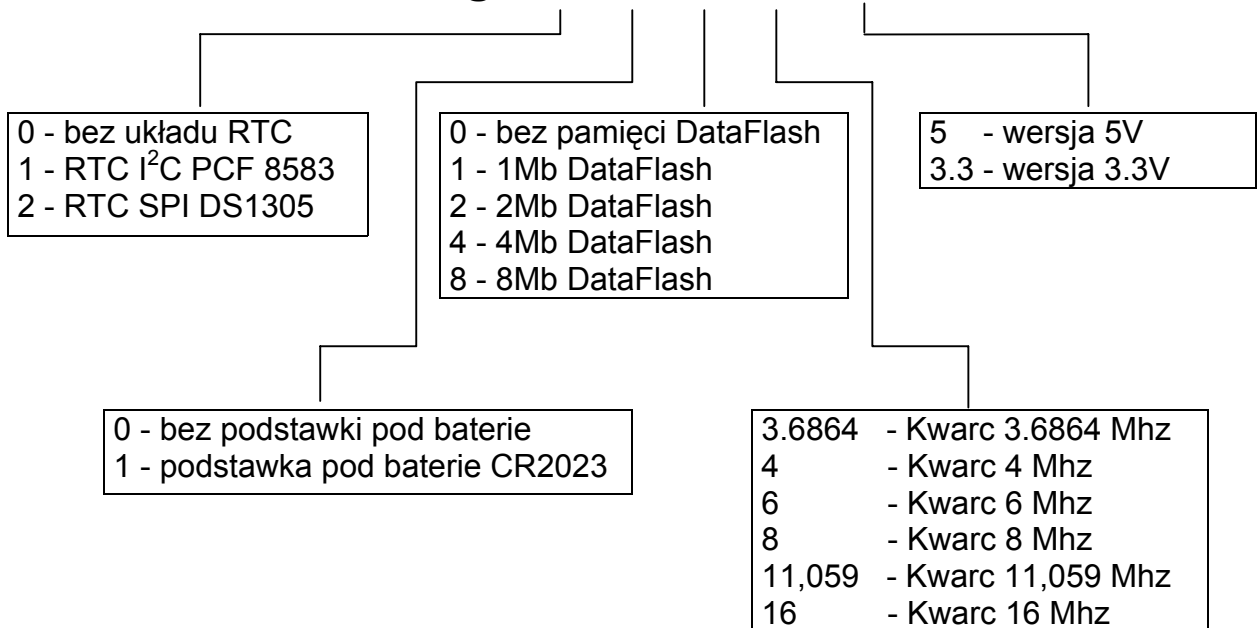 0 - bez układu RTC
1 - RTC I²C PCF 8583
2 - RTC SPI DS1305
0 - bez pamięci DataFlash
1 - 1Mb DataFlash
2 - 2Mb DataFlash
4 - 4Mb DataFlash
8 - 8Mb DataFlash
5 - wersja 5V
3.3 - wersja 3.3V
0 - bez podstawki pod baterie
1 - podstawka pod baterie CR2023
3.6864 - Kwarc 3.6864 Mhz
4 - Kwarc 4 Mhz
6 - Kwarc 6 Mhz
8 - Kwarc 8 Mhz
11,059 - Kwarc 11,059 Mhz
16 - Kwarc 16 Mhz